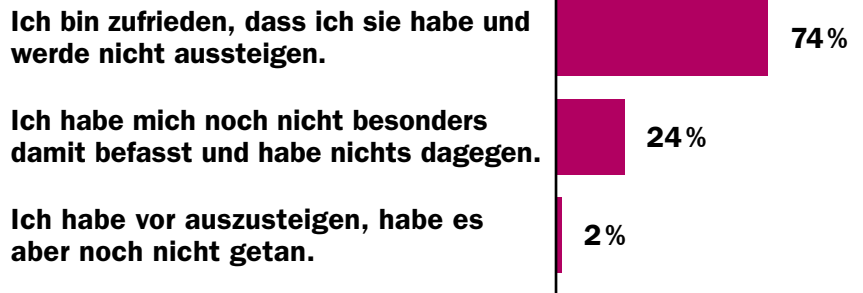 Ich bin zufrieden, dass ich sie habe und
werde nicht aussteigen.
74 %
Ich habe mich noch nicht besonders
damit befasst und habe nichts dagegen.
24 %
Ich habe vor auszusteigen, habe es
aber noch nicht getan.
2 %